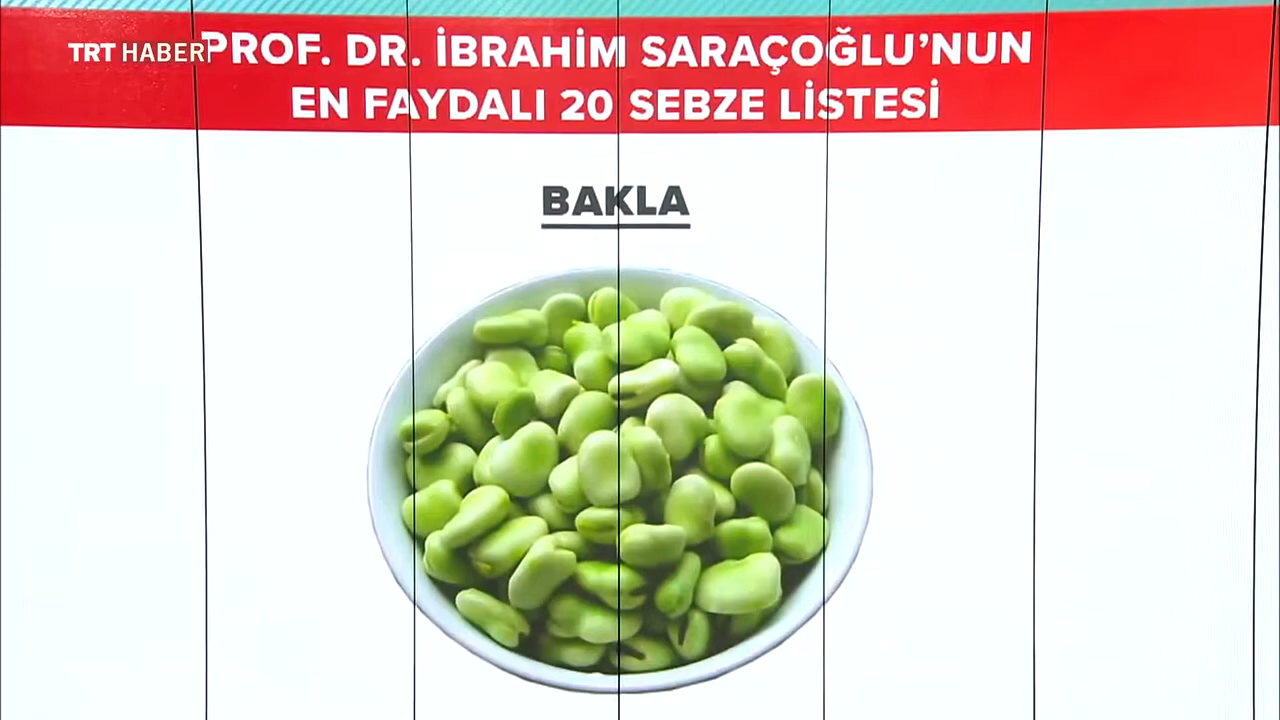 TRT HABER
PROF. DR. İBRAHİM SARAÇOĞLU'NUN
EN FAYDALI 20 SEBZE LİSTESİ
BAKLA